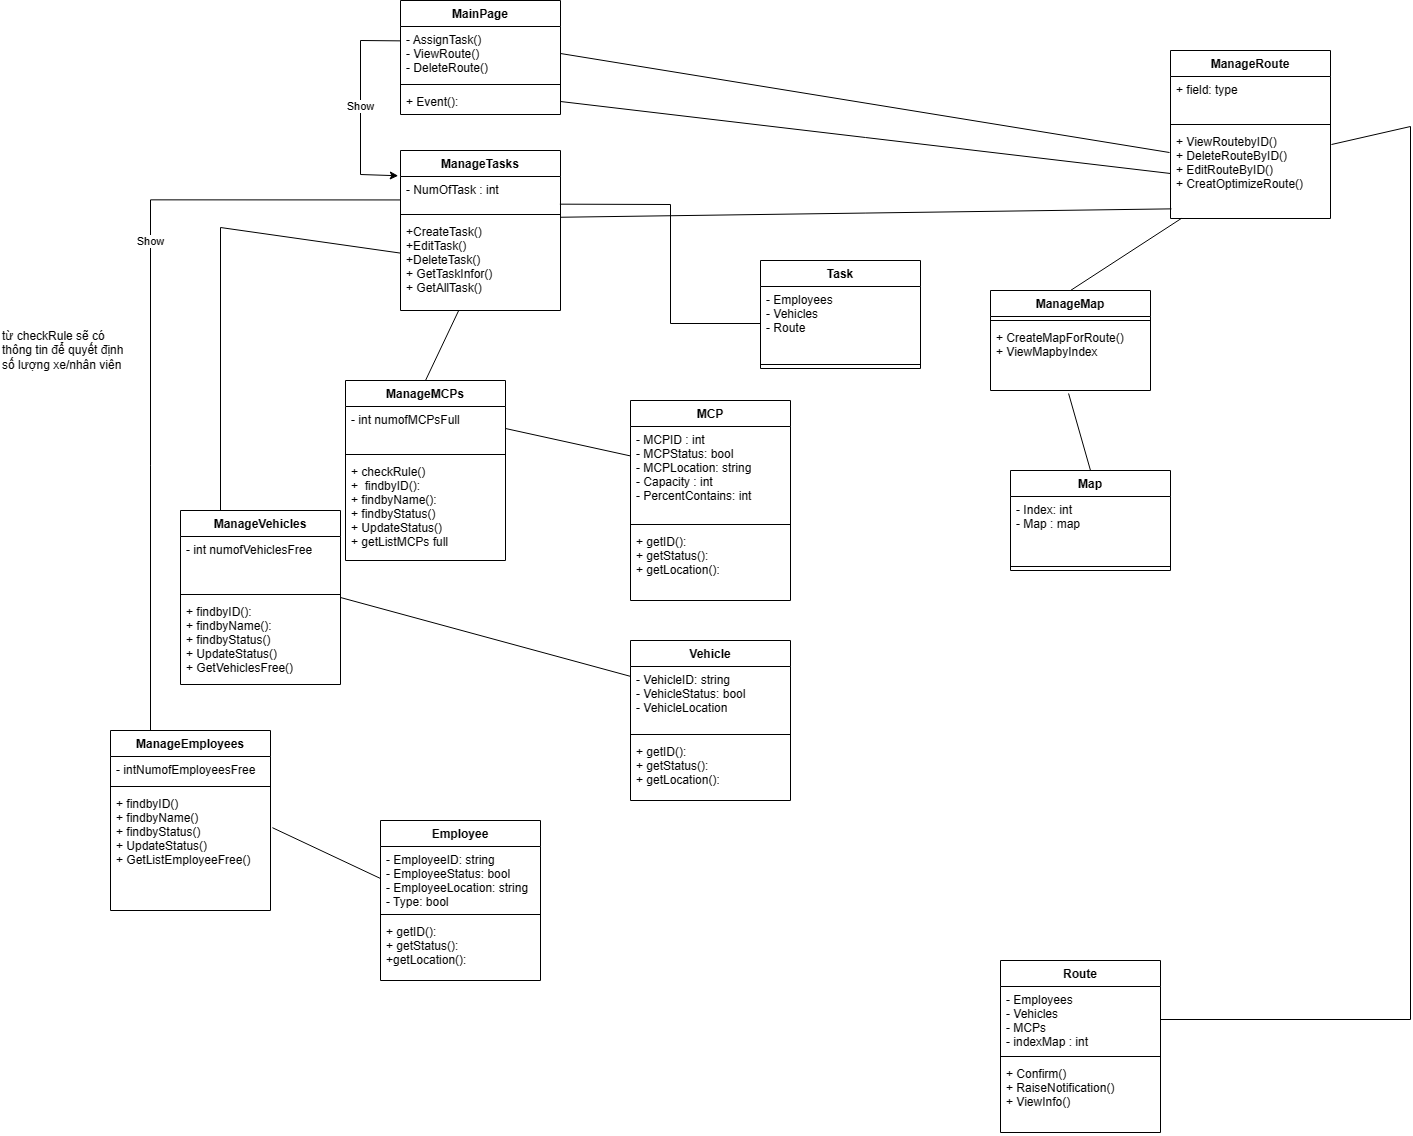 MainPage
- AssignTask()
- ViewRoute()
- DeleteRoute()
+ Event():
Show
ManageRoute
+ field: type
+ ViewRoutebyID()
+ DeleteRouteByID()
+ EditRouteByID()
+ CreatOptimizeRoute()
ManageTasks
- NumOfTask : int
+CreateTask()
+EditTask()
+DeleteTask()
+ GetTaskInfor()
+ GetAllTask()
Show
Task
- Employees
- Vehicles
- Route
ManageMap
+ CreateMapForRoute()
+ ViewMapbyIndex
từ checkRule sẽ có
thông tin để quyết định
số lượng xe/nhân viên
ManageMCPs
- int numofMCPsFull
+ checkRule()
+ findbyID():
+ findbyName():
+ findbyStatus()
+ UpdateStatus()
+ getListMCPs full
MCP
- MCPID : int
- MCPStatus: bool
- MCPLocation: string
- Capacity : int
- PercentContains: int
+ getID():
+ getStatus():
+ getLocation():
Map
- Index: int
- Map : map
ManageVehicles
- int numofVehiclesFree
+ findbyID():
+ findbyName():
+ findbyStatus()
+ UpdateStatus()
+ GetVehiclesFree()
Vehicle
- VehicleID: string
- VehicleStatus: bool
- VehicleLocation
+ getID():
+ getStatus():
+ getLocation():
ManageEmployees
- intNumofEmployeesFree
+ findbyID()
+ findbyName()
+ findbyStatus()
+ UpdateStatus()
+ GetListEmployeeFree()
Employee
- EmployeeID: string
- EmployeeStatus: bool
- EmployeeLocation: string
- Type: bool
+ getID():
+ getStatus():
+getLocation():
Route
- Employees
- Vehicles
- MCPs
- indexMap : int
+ Confirm()
+ RaiseNotification()
+ ViewInfo()